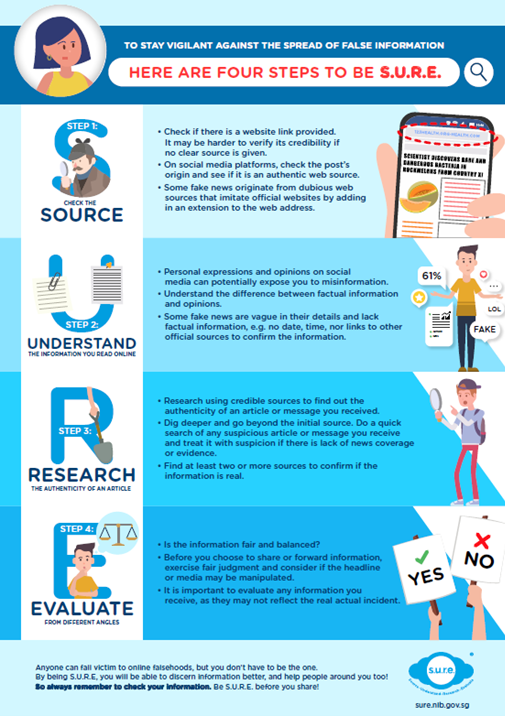 TO STAY VIGILANT AGAINST THE SPREAD OF FALSE INFORMATION
HERE ARE FOUR STEPS TO BE S.U.R.E.
STEP 1:
S
CHECK THE
SOURCE
• Check if there is a website link provided.
It may be harder to verify its credibility if
no clear source is given.
• On social media platforms, check the post's
origin and see if it is an authentic web source.
• Some fake news originate from dubious web
sources that imitate official websites by adding
in an extension to the web address.
SCIENTIST DISCOVERS RARE AND
DANGEROUS BACTERIA IN
ROCKMELONS FROM COUNTRY X!
U
STEP 2:
UNDERSTAND
THE INFORMATION YOU READ ONLINE
• Personal expressions and opinions on social
media can potentially expose you to misinformation.
• Understand the difference between factual information
and opinions.
• Some fake news are vague in their details and lack
factual information, e.g. no date, time, nor links to other
official sources to confirm the information.
61%
...
LOL
FAKE
R
STEP 3:
RESEARCH
THE AUTHENTICITY OF AN ARTICLE
• Research using credible sources to find out the
authenticity of an article or message you received.
• Dig deeper and go beyond the initial source. Do a quick
search of any suspicious article or message you receive
and treat it with suspicion if there is lack of news coverage
or evidence.
• Find at least two or more sources to confirm if the
information is real.
STEP 4:
E
EVALUATE
FROM DIFFERENT ANGLES
• Is the information fair and balanced?
• Before you choose to share or forward information,
exercise fair judgment and consider if the headline
or media may be manipulated.
• It is important to evaluate any information you
receive, as they may not reflect the real actual incident.
YES
NO
Anyone can fall victim to online falsehoods, but you don't have to be the one.
By being S.U.R.E, you will be able to discern information better, and help people around you too!
So always remember to check your information. Be S.U.R.E. before you share!
s.u.r.e.
Source Understand Research Evaluate
sure.nlb.gov.sg